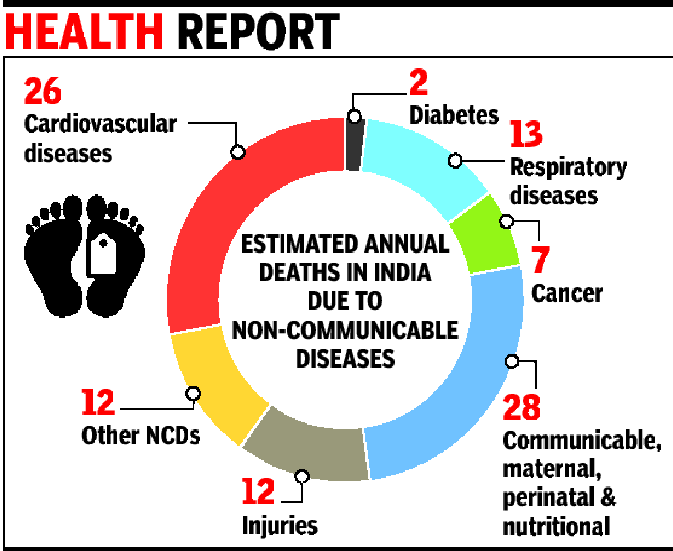 HEALTH REPORT
26
Cardiovascular
diseases
2
Diabetes
13
Respiratory
diseases
7
Cancer
28
Communicable,
maternal,
perinatal &
nutritional
12
Injuries
12
Other NCDs
ESTIMATED ANNUAL
DEATHS IN INDIA
DUE TO
NON-COMMUNICABLE
DISEASES